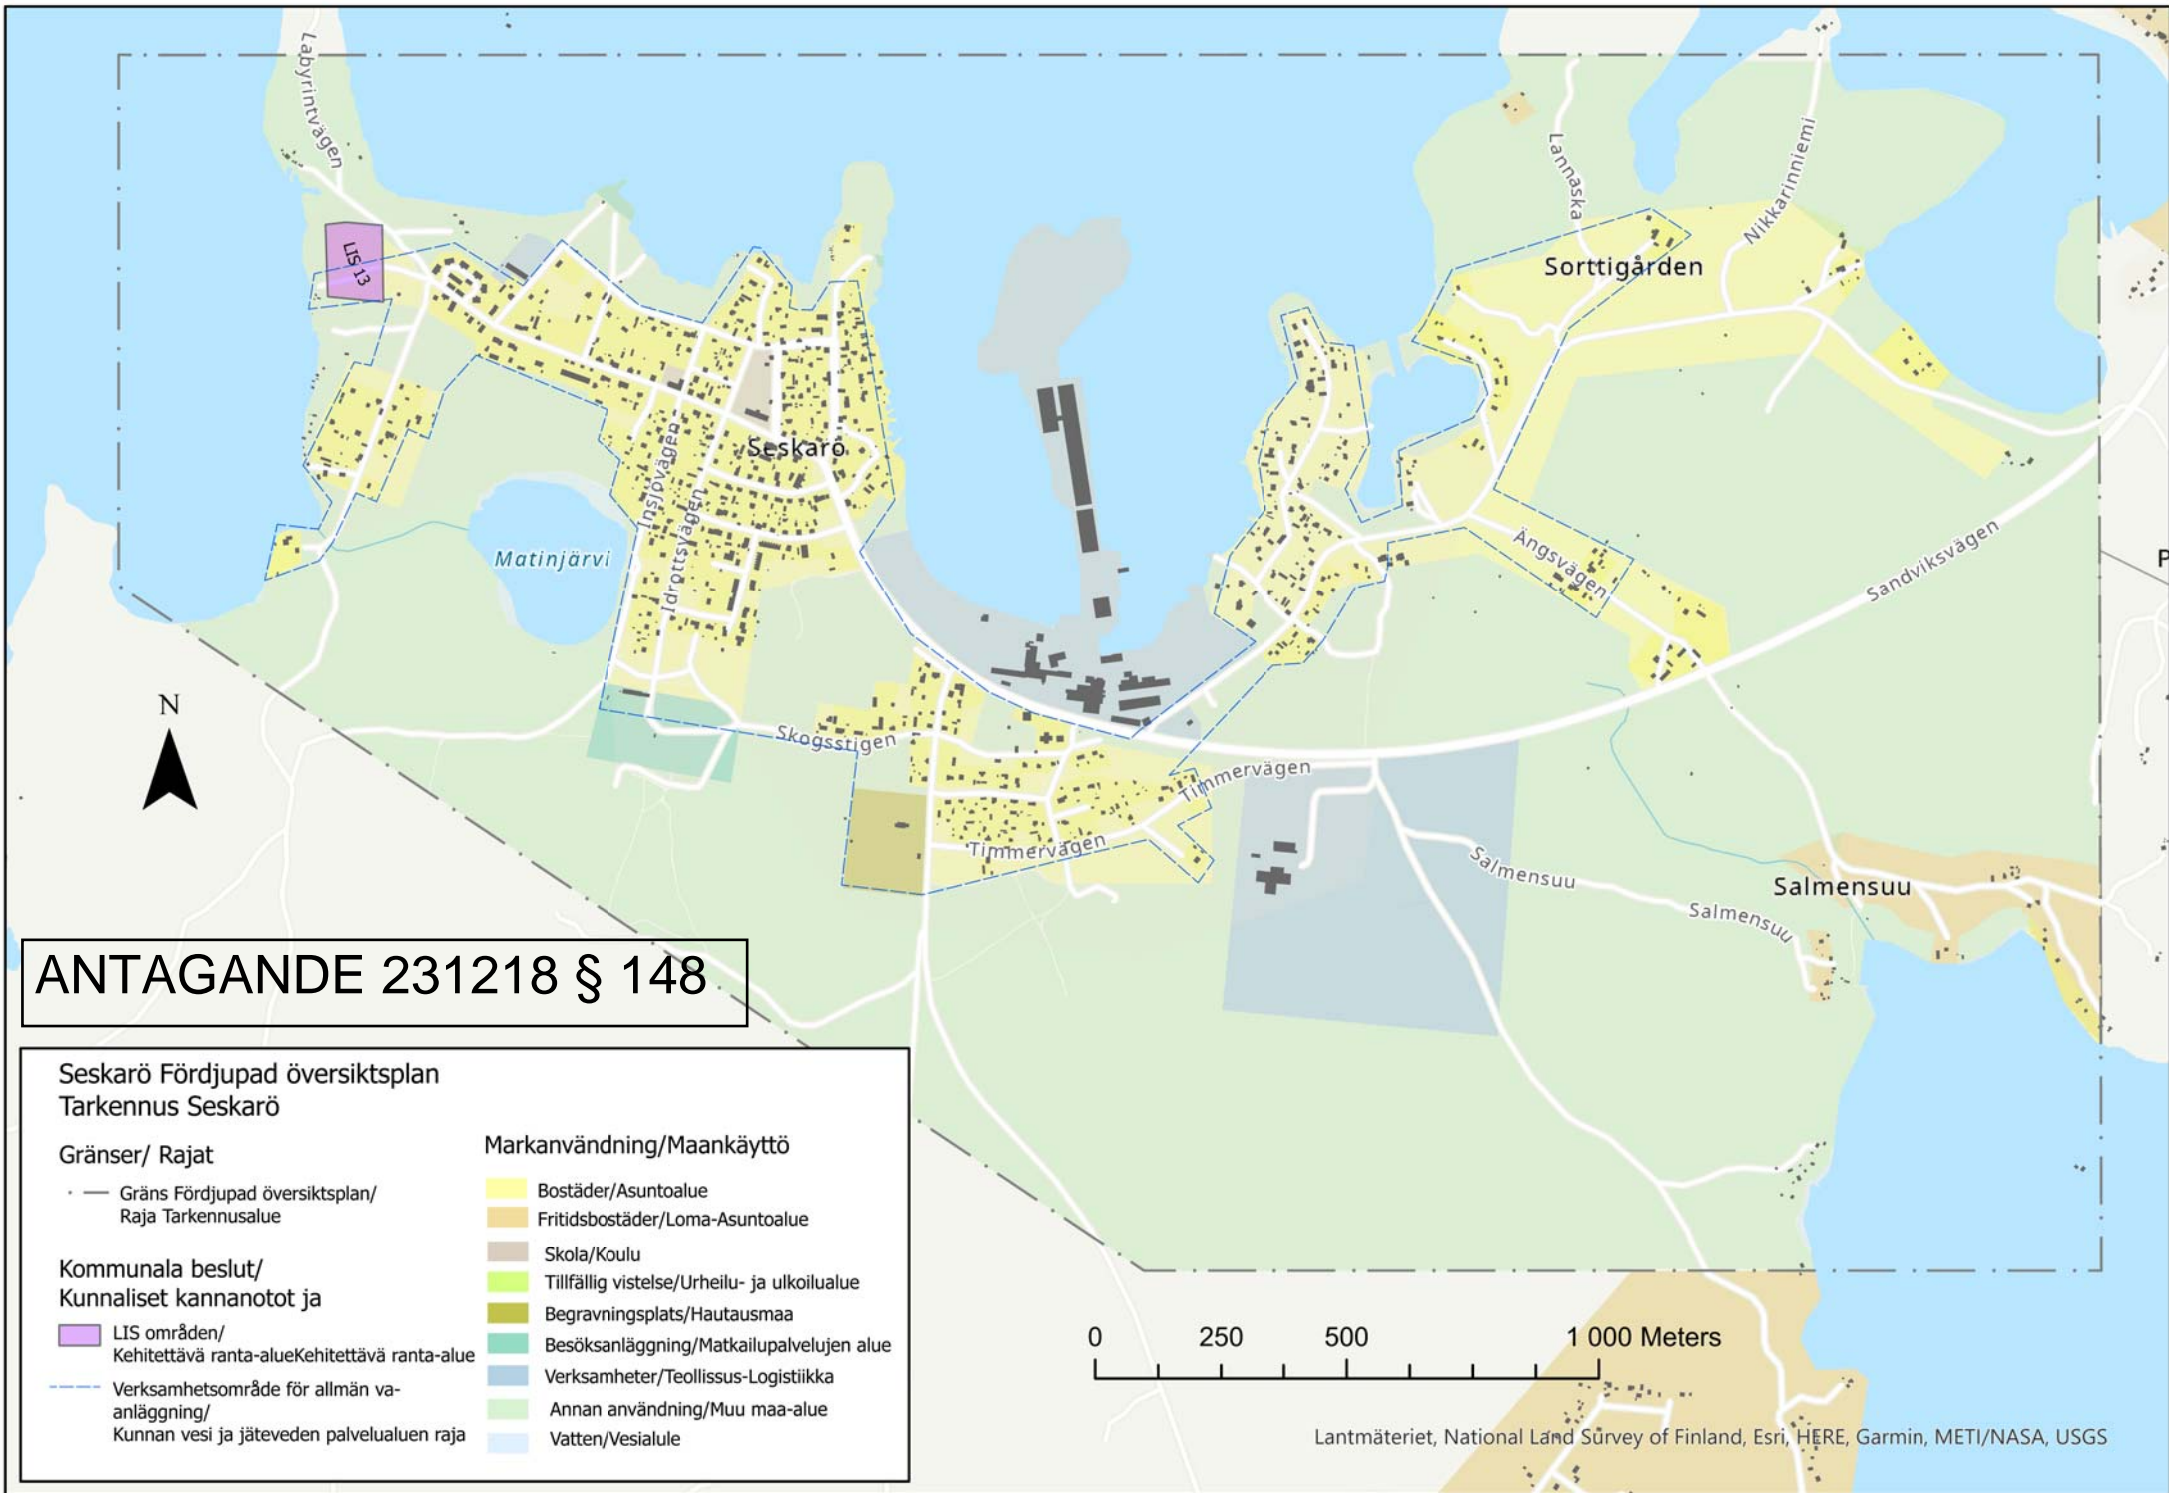 Labyrintvägen
LIS 13
Lannaska
Nikkarinniemi
Sorttigården
Seskarö
Insjövägen
Idrottsvägen
Matinjärvi
Ängsvägen
Sandviksvägen
P
N
Skogsstigen
Timmervägen
Timmervägen
Salmensuu
Salmensuu
Salmensuu
ANTAGANDE 231218 § 148
Seskarö Fördjupad översiktsplan
Tarkennus Seskarö
Gränser/ Rajat
Gräns Fördjupad översiktsplan/
Raja Tarkennusalue
Kommunala beslut/
Kunnaliset kannanotot ja
LIS områden/
Kehitettävä ranta-alueKehitettävä ranta-alue
Verksamhetsområde för allmän va-
anläggning/
Kunnan vesi ja jäteveden palvelualuen raja
Markanvändning/Maankäyttö
Bostäder/Asuntoalue
Fritidsbostäder/Loma-Asuntoalue
Skola/Koulu
Tillfällig vistelse/Urheilu- ja ulkoilualue
Begravningsplats/Hautausmaa
Besöksanläggning/Matkailupalvelujen alue
Verksamheter/Teollissus-Logistiikka
Annan användning/Muu maa-alue
Vatten/Vesialule
0 250 500 1 000 Meters
Lantmäteriet, National Land Survey of Finland, Esri, HERE, Garmin, METI/NASA, USGS